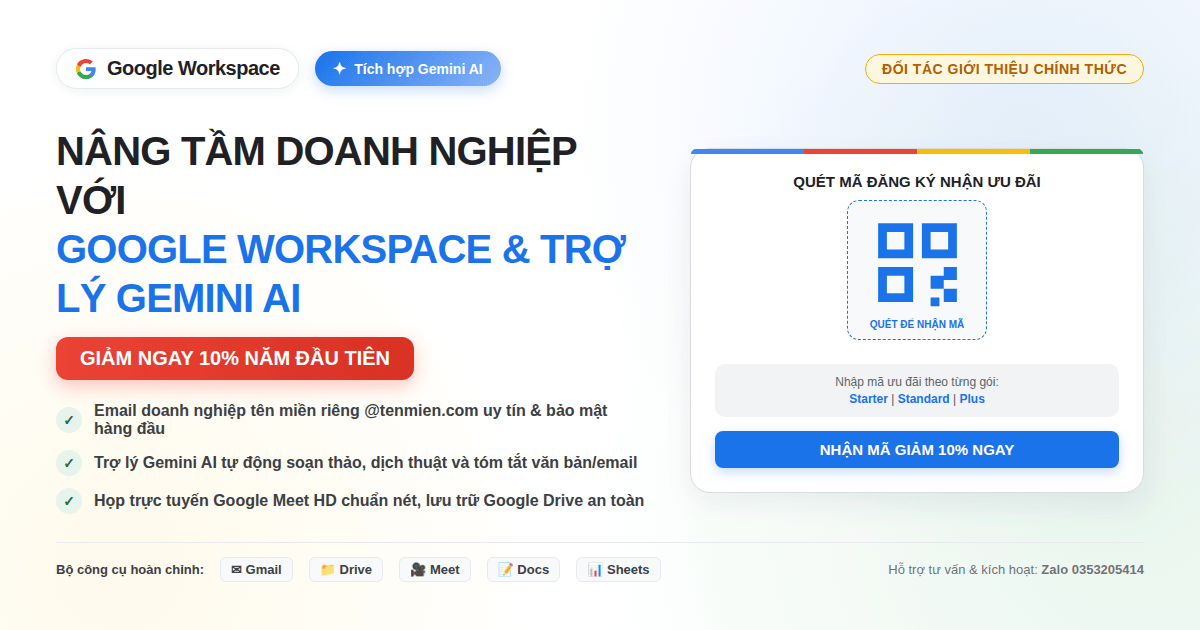 Google Workspace
✦ Tích hợp Gemini AI
ĐỐI TÁC GIỚI THIỆU CHÍNH THỨC
NÂNG TẦM DOANH NGHIỆP
VỚI
GOOGLE WORKSPACE & TRỢ
LÝ GEMINI AI
GIẢM NGAY 10% NĂM ĐẦU TIÊN
✓ Email doanh nghiệp tên miền riêng @tenmien.com uy tín & bảo mật
hàng đầu
✓ Trợ lý Gemini AI tự động soạn thảo, dịch thuật và tóm tắt văn bản/email
✓ Họp trực tuyến Google Meet HD chuẩn nét, lưu trữ Google Drive an toàn
QUÉT MÃ ĐĂNG KÝ NHẬN ƯU ĐÃI
QUÉT ĐỂ NHẬN MÃ
Nhập mã ưu đãi theo từng gói:
Starter | Standard | Plus
NHẬN MÃ GIẢM 10% NGAY
Bộ công cụ hoàn chỉnh: ✉ Gmail 📁 Drive 🎥 Meet 📝 Docs 📊 Sheets
Hỗ trợ tư vấn & kích hoạt: Zalo 0353205414